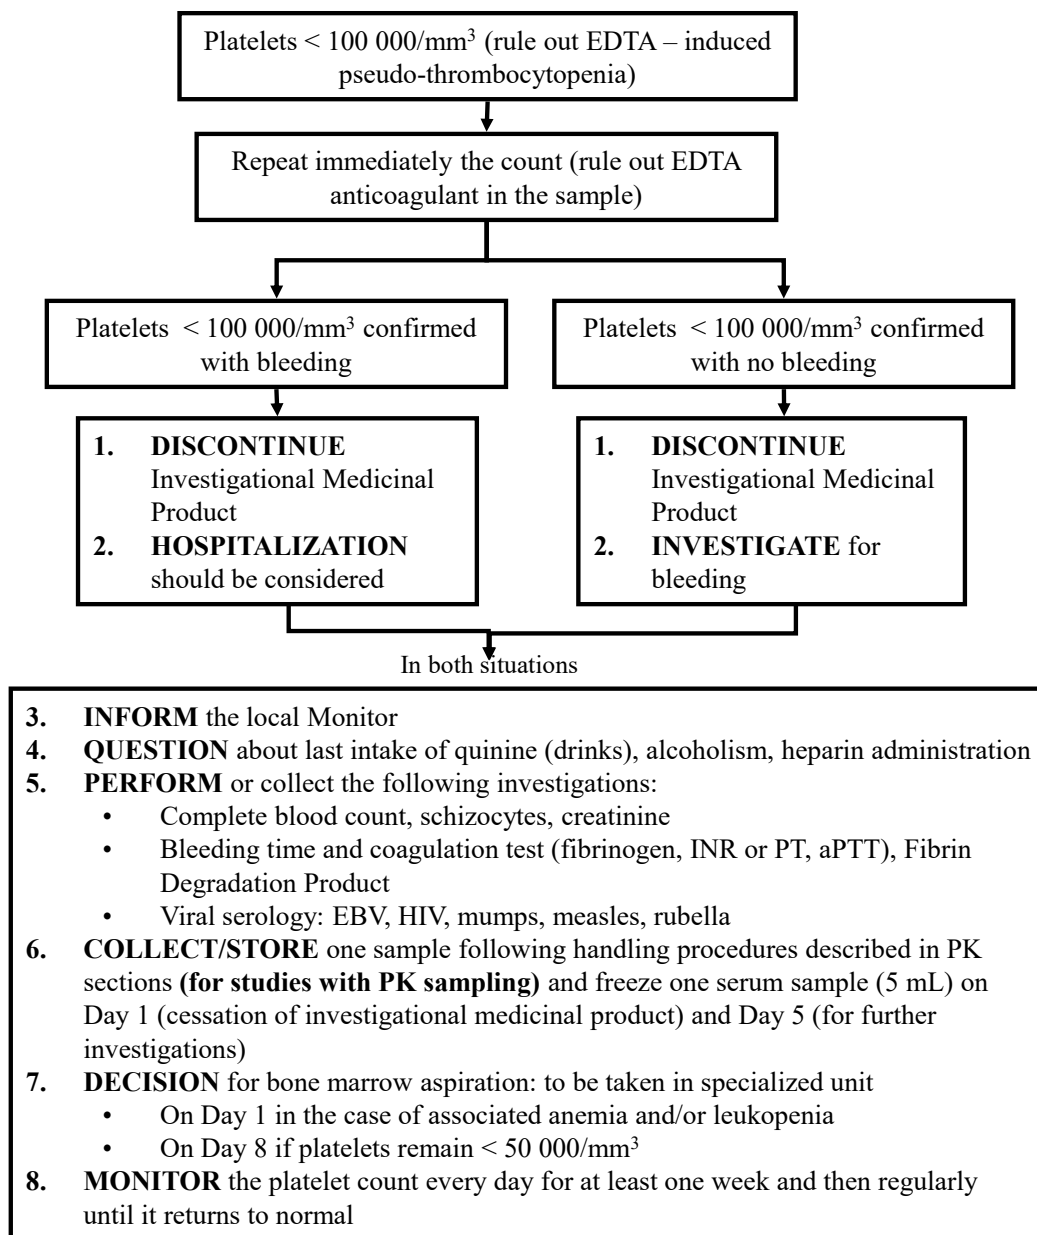 Platelets < 100 000/mm³ (rule out EDTA – induced
pseudo-thrombocytopenia)
Repeat immediately the count (rule out EDTA
anticoagulant in the sample)
Platelets < 100 000/mm³ confirmed
with bleeding
Platelets < 100 000/mm³ confirmed
with no bleeding
1. DISCONTINUE
Investigational Medicinal
Product
2. HOSPITALIZATION
should be considered
1. DISCONTINUE
Investigational Medicinal
Product
2. INVESTIGATE for
bleeding
In both situations
3. INFORM the local Monitor
4. QUESTION about last intake of quinine (drinks), alcoholism, heparin administration
5. PERFORM or collect the following investigations:
• Complete blood count, schizocytes, creatinine
• Bleeding time and coagulation test (fibrinogen, INR or PT, aPTT), Fibrin
Degradation Product
• Viral serology: EBV, HIV, mumps, measles, rubella
6. COLLECT/STORE one sample following handling procedures described in PK
sections (for studies with PK sampling) and freeze one serum sample (5 mL) on
Day 1 (cessation of investigational medicinal product) and Day 5 (for further
investigations)
7. DECISION for bone marrow aspiration: to be taken in specialized unit
• On Day 1 in the case of associated anemia and/or leukopenia
• On Day 8 if platelets remain < 50 000/mm³
8. MONITOR the platelet count every day for at least one week and then regularly
until it returns to normal